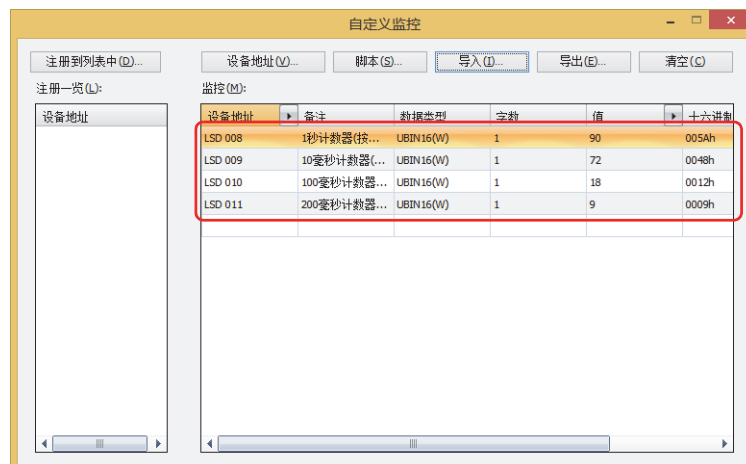 自定义监控
注册到列表中(D)... 设备地址(V)... 脚本(S)... 导入(I)... 导出(E)... 清空(C)
注册一览(L): 监控(M):
设备地址 设备地址 备注 数据类型 字数 值 十六进制
LSD 008 1秒计数器(按... UBIN16(W) 1 90 005Ah
LSD 009 10毫秒计数器(... UBIN16(W) 1 72 0048h
LSD 010 100毫秒计数器... UBIN16(W) 1 18 0012h
LSD 011 200毫秒计数器... UBIN16(W) 1 9 0009h